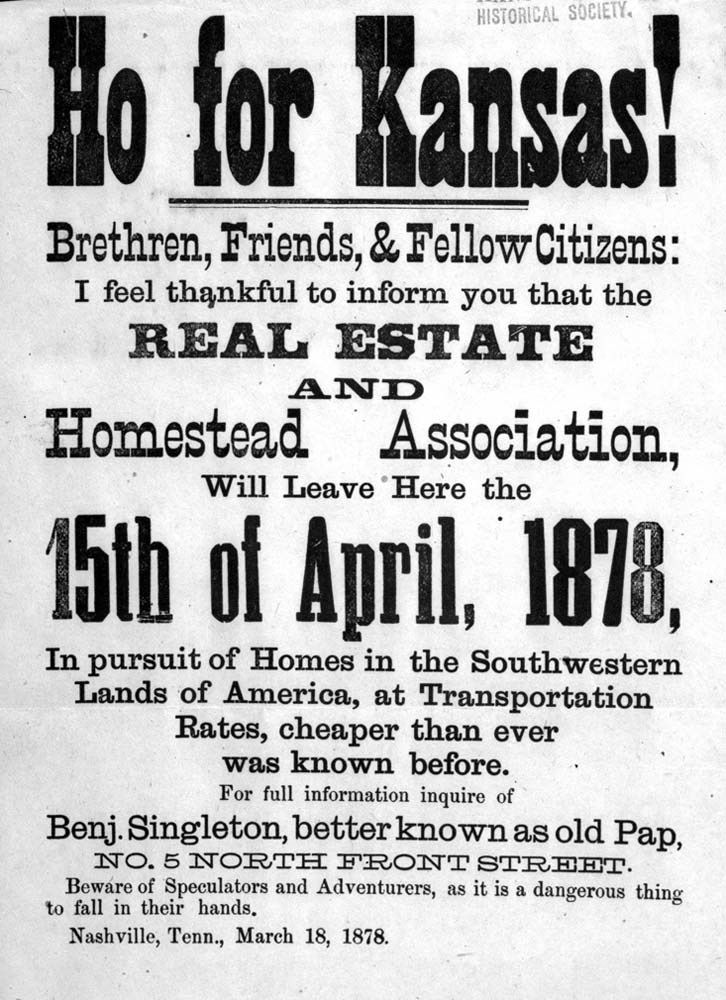 HISTORICAL SOCIETY.
Ho for Kansas!
Brethren, Friends, & Fellow Citizens:
I feel thankful to inform you that the
REAL ESTATE
AND
Homestead Association,
Will Leave Here the
15th of April, 1878,
In pursuit of Homes in the Southwestern
Lands of America, at Transportation
Rates, cheaper than ever
was known before.
For full information inquire of
Benj. Singleton, better known as old Pap,
NO. 5 NORTH FRONT STREET.
Beware of Speculators and Adventurers, as it is a dangerous thing
to fall in their hands.
Nashville, Tenn., March 18, 1878.